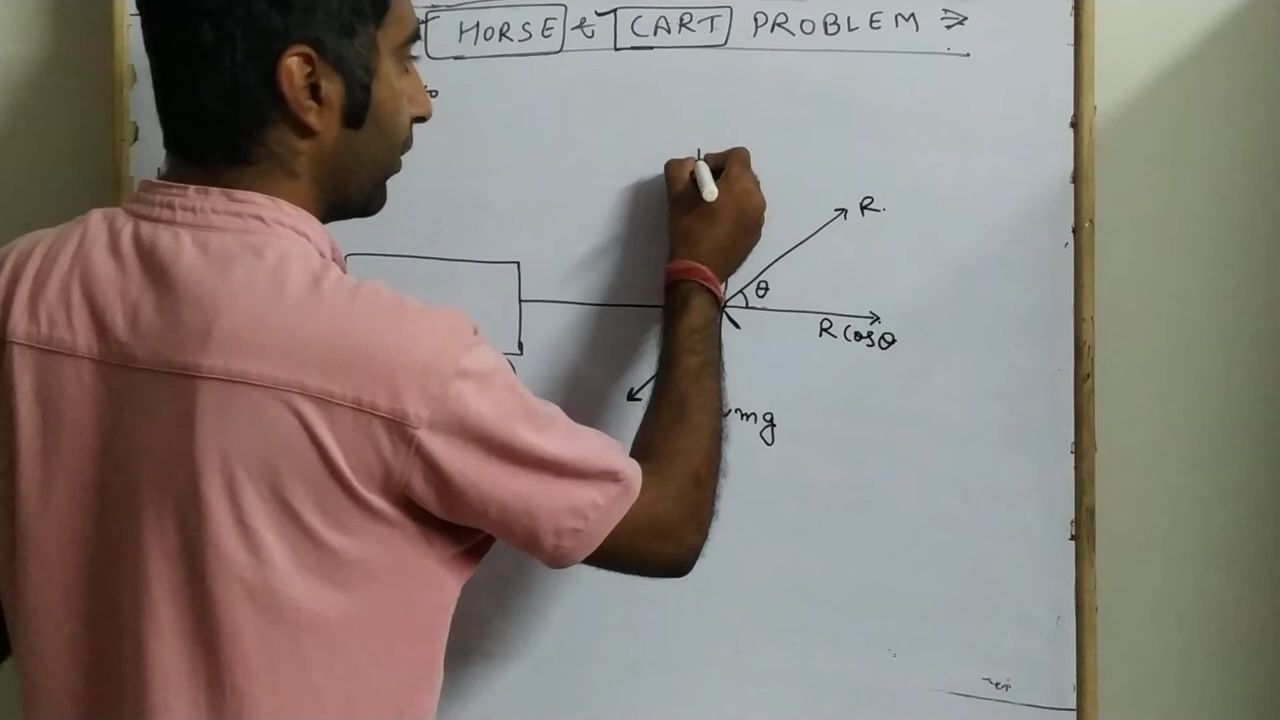 HORSE & CART PROBLEM ⇒
R.
θ
R Cosθ
mg